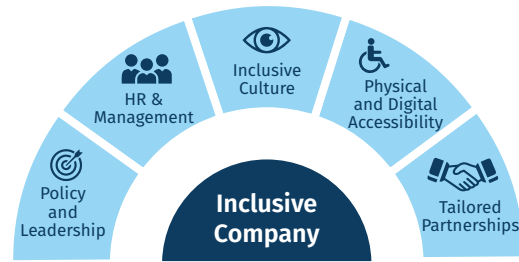 Policy
and
Leadership
HR &
Management
Inclusive
Culture
Physical
and Digital
Accessibility
Tailored
Partnerships
Inclusive
Company